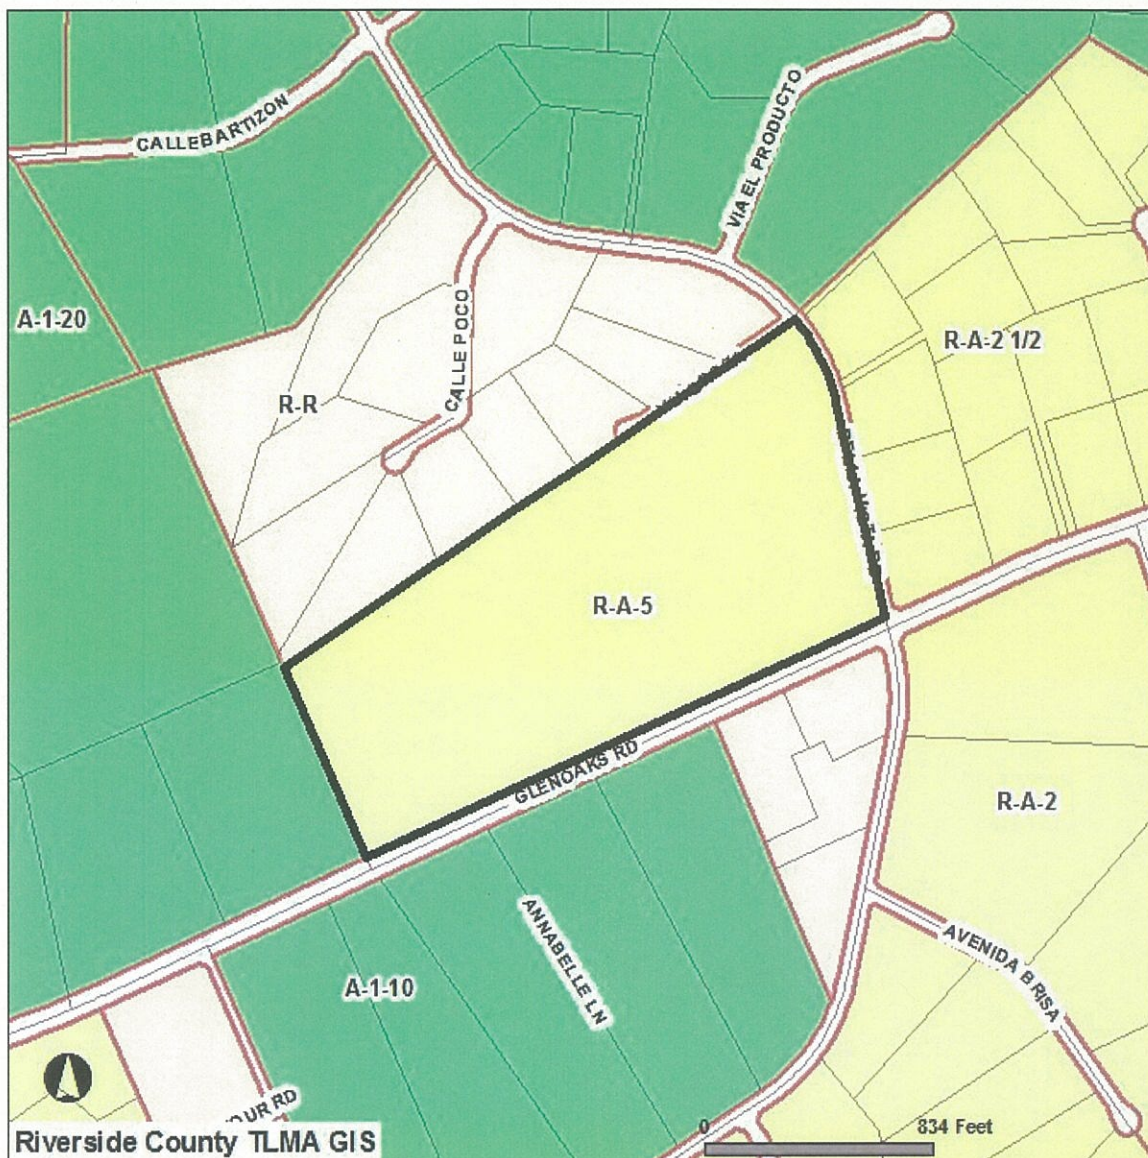 CALLEBARTIZON
VIA EL PRODUCTO
A-1-20
CALLE POCO
R-R
R-A-2 1/2
R-A-5
GLENOAKS RD
R-A-2
ANNABELLE LN
AVENIDA BRISA
A-1-10
RD
Riverside County TLMA GIS
0 834 Feet